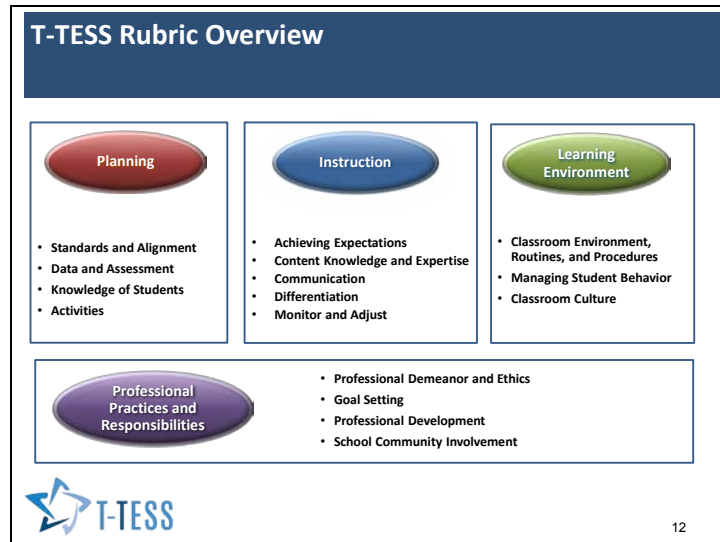 T-TESS Rubric Overview
Planning
• Standards and Alignment
• Data and Assessment
• Knowledge of Students
• Activities
Instruction
• Achieving Expectations
• Content Knowledge and Expertise
• Communication
• Differentiation
• Monitor and Adjust
Learning
Environment
• Classroom Environment,
Routines, and Procedures
• Managing Student Behavior
• Classroom Culture
Professional
Practices and
Responsibilities
• Professional Demeanor and Ethics
• Goal Setting
• Professional Development
• School Community Involvement
T-TESS
12